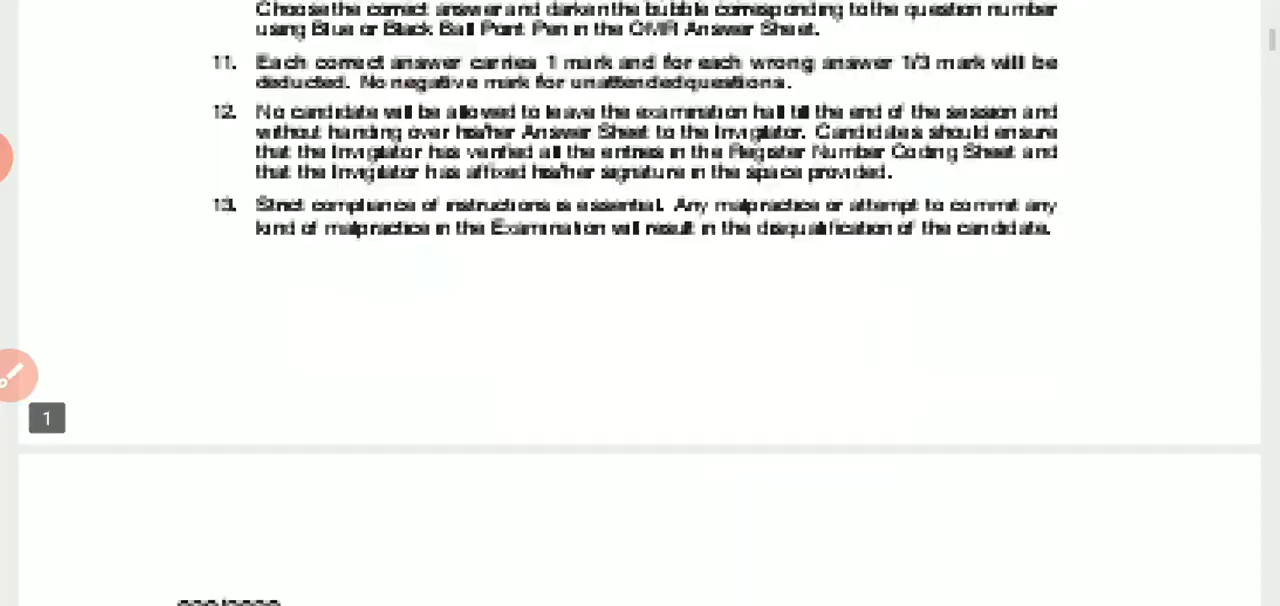 Choose the correct answer and darken the bubble corresponding to the question number
using Blue or Black Ball Point Pen in the OMR Answer Sheet.
11. Each correct answer carries 1 mark and for each wrong answer 1/3 mark will be
deducted. No negative mark for unattended questions.
12. No candidate will be allowed to leave the examination hall till the end of the session and
without handing over his/her Answer Sheet to the Invigilator. Candidates should ensure
that the Invigilator has verified all the entries in the Register Number Coding Sheet and
that the Invigilator has affixed his/her signature in the space provided.
13. Strict compliance of instructions is essential. Any malpractice or attempt to commit any
kind of malpractice in the Examination will result in the disqualification of the candidate.
1